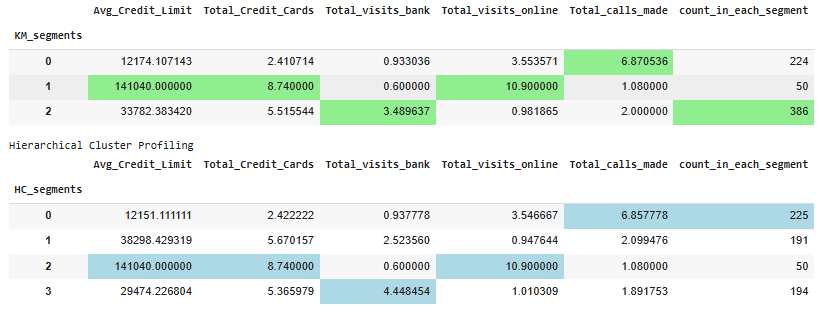 Avg_Credit_Limit Total_Credit_Cards Total_visits_bank Total_visits_online Total_calls_made count_in_each_segment
KM_segments
0 12174.107143 2.410714 0.933036 3.553571 6.870536 224
1 141040.000000 8.740000 0.600000 10.900000 1.080000 50
2 33782.383420 5.515544 3.489637 0.981865 2.000000 386
Hierarchical Cluster Profiling
Avg_Credit_Limit Total_Credit_Cards Total_visits_bank Total_visits_online Total_calls_made count_in_each_segment
HC_segments
0 12151.111111 2.422222 0.937778 3.546667 6.857778 225
1 38298.429319 5.670157 2.523560 0.947644 2.099476 191
2 141040.000000 8.740000 0.600000 10.900000 1.080000 50
3 29474.226804 5.365979 4.448454 1.010309 1.891753 194